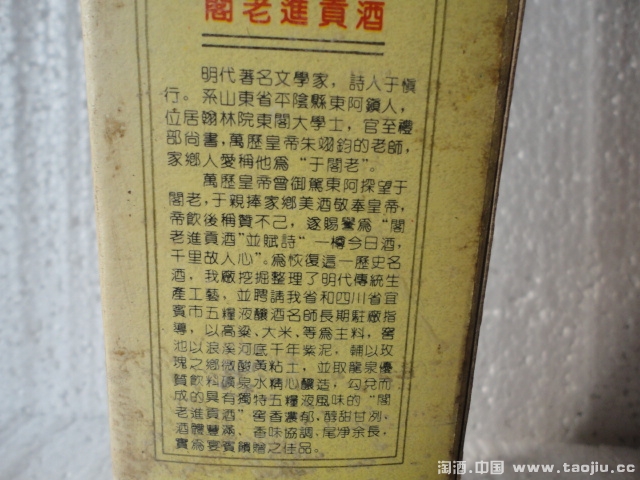 閣老進貢酒
明代著名文學家，詩人于慎
行。系山東省平陰縣東阿鎮人，
位居翰林院東閣大學士，官至禮
部尚書，萬歷皇帝朱翊鈞的老師，
家鄉人愛稱他為“于閣老”。
萬歷皇帝曾御駕東阿探望于
閣老，于親捧家鄉美酒敬奉皇帝，
帝飲後稱贊不己，遂賜譽為“閣
老進貢酒”並賦詩“一樽今日酒，
千里故人心”。為恢復這一歷史名
酒，我廠挖掘整理了明代傳統生
產工藝，並聘請我省和四川省宜
賓市五糧液釀酒名師長期駐廠指
導，以高粱、大米、等為主料，窖
池以浪溪河底千年紫泥，輔以玫
瑰之鄉微酸黃粘土，並取龍泉優
質飲料礦泉水精心釀造，勾兌而
成的具有獨特五糧液風味的“閣
老進貢酒”窖香濃郁，醇甜甘洌，
酒體豐滿、香味協調，尾凈余長，
實為宴賓饋贈之佳品。
淘酒.中国 www.taojiu.cc